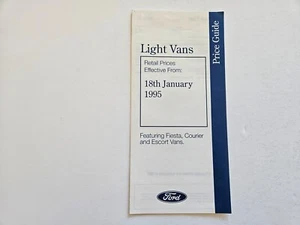 Light Vans
Retail Prices
Effective From:
18th January
1995
Featuring Fiesta, Courier
and Escort Vans.
Ford
Price Guide